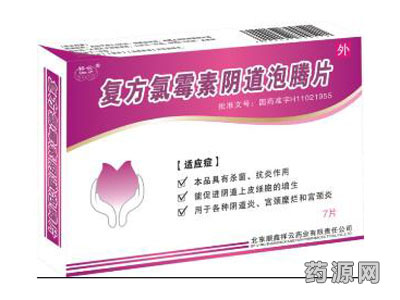 外
复方氯霉素阴道泡腾片
批准文号：国药准字H11021355
【适应症】
本品具有杀菌、抗炎作用
能促进阴道上皮细胞的增生
用于各种阴道炎、宫颈糜烂和宫颈炎
7片
药源网